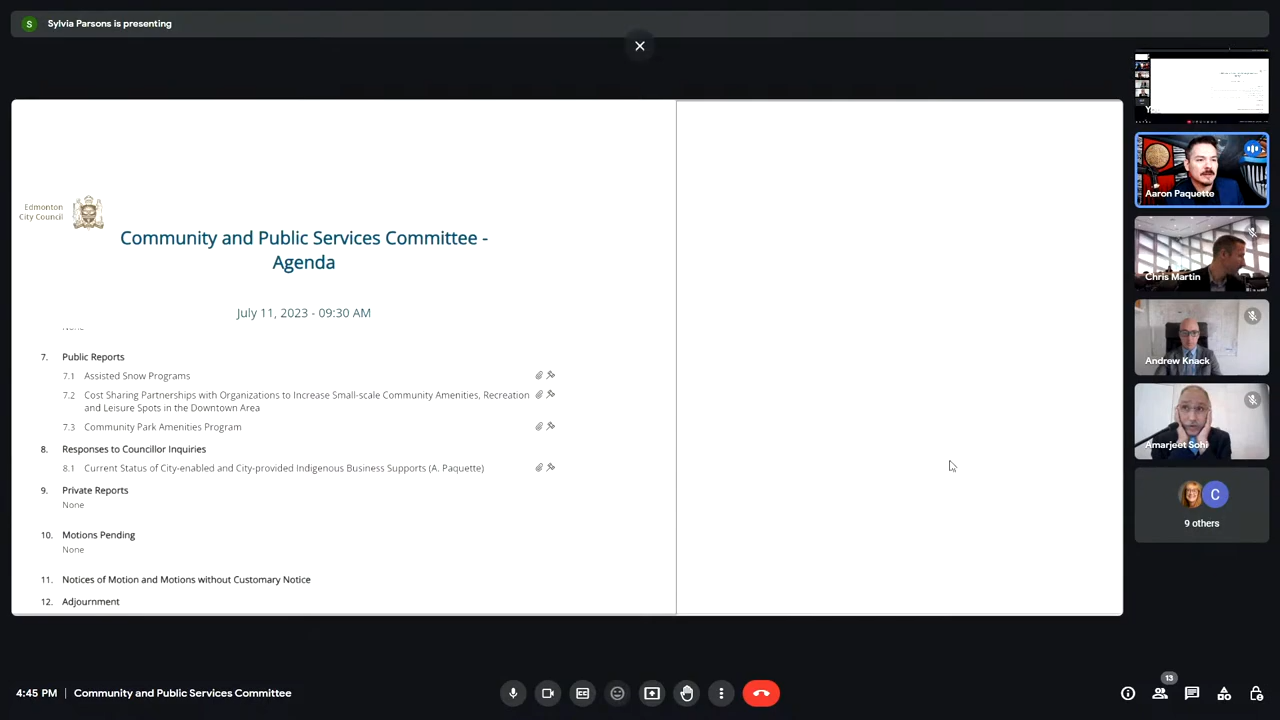 S Sylvia Parsons is presenting
Edmonton
City Council
Community and Public Services Committee -
Agenda
July 11, 2023 - 09:30 AM
7. Public Reports
7.1 Assisted Snow Programs
7.2 Cost Sharing Partnerships with Organizations to Increase Small-scale Community Amenities, Recreation
and Leisure Spots in the Downtown Area
7.3 Community Park Amenities Program
8. Responses to Councillor Inquiries
8.1 Current Status of City-enabled and City-provided Indigenous Business Supports (A. Paquette)
9. Private Reports
None
10. Motions Pending
None
11. Notices of Motion and Motions without Customary Notice
12. Adjournment
Aaron Paquette
Chris Martin
Andrew Knack
Amarjeet Sohi
C
9 others
4:45 PM | Community and Public Services Committee
13